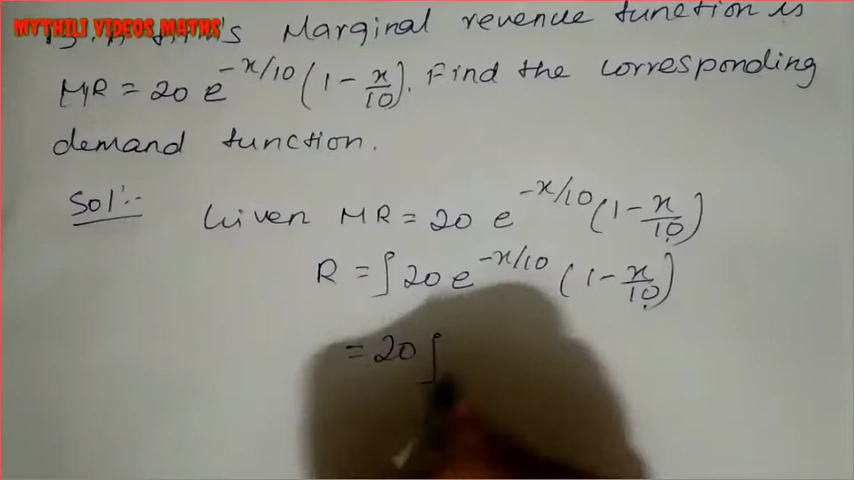 MYTHILI VIDEOS MATHS
Marginal revenue function is
MR = 20 e^{-x/10} (1 - x/10). Find the corresponding
demand function.
Sol:-
Given MR = 20 e^{-x/10} (1 - x/10)
R = ∫ 20 e^{-x/10} (1 - x/10)
= 20 ∫